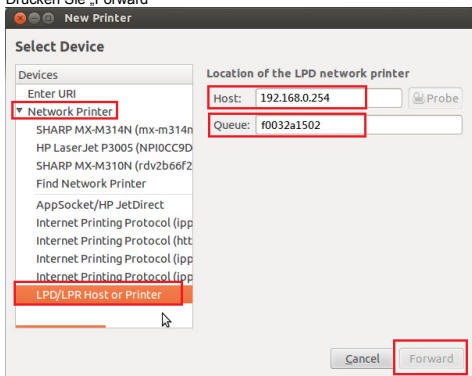 Drucken Sie „Forward“
New Printer
Select Device
Devices
Enter URI
Network Printer
SHARP MX-M314N (mx-m314n
HP LaserJet P3005 (NPI0CC9D
SHARP MX-M310N (rdv2b66f2
Find Network Printer
AppSocket/HP JetDirect
Internet Printing Protocol (ipp
Internet Printing Protocol (htt
Internet Printing Protocol (ipp
Internet Printing Protocol (ipp
LPD/LPR Host or Printer
Location of the LPD network printer
Host: 192.168.0.254 Probe
Queue: f0032a1502
Cancel Forward